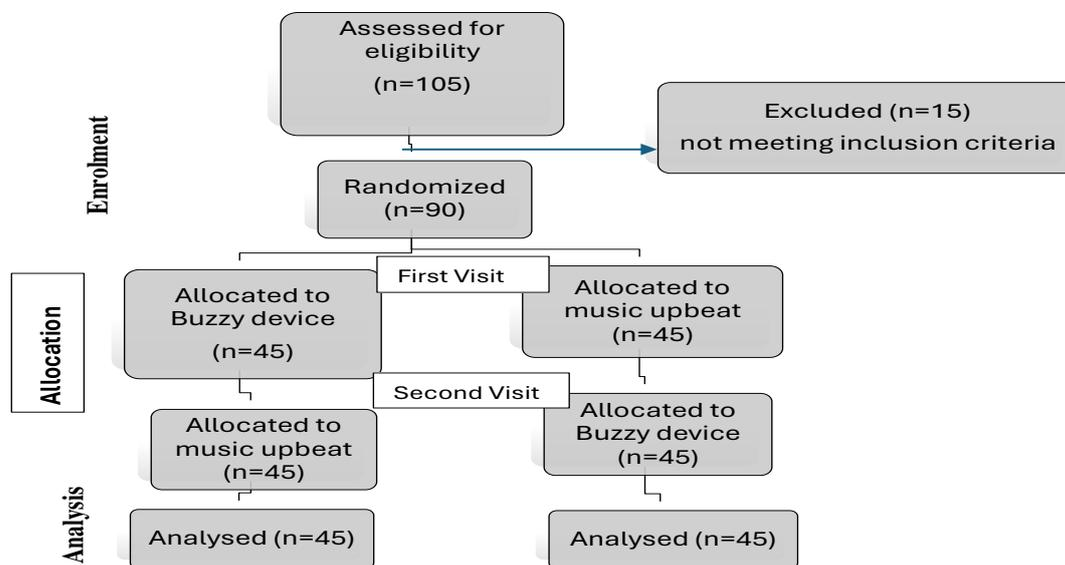 Assessed for
eligibility
(n=105)
Excluded (n=15)
not meeting inclusion criteria
Enrolment
Randomized
(n=90)
First Visit
Allocated to
Buzzy device
(n=45)
Allocated to
music upbeat
(n=45)
Allocation
Second Visit
Allocated to
music upbeat
(n=45)
Allocated to
Buzzy device
(n=45)
Analysis
Analysed (n=45)
Analysed (n=45)